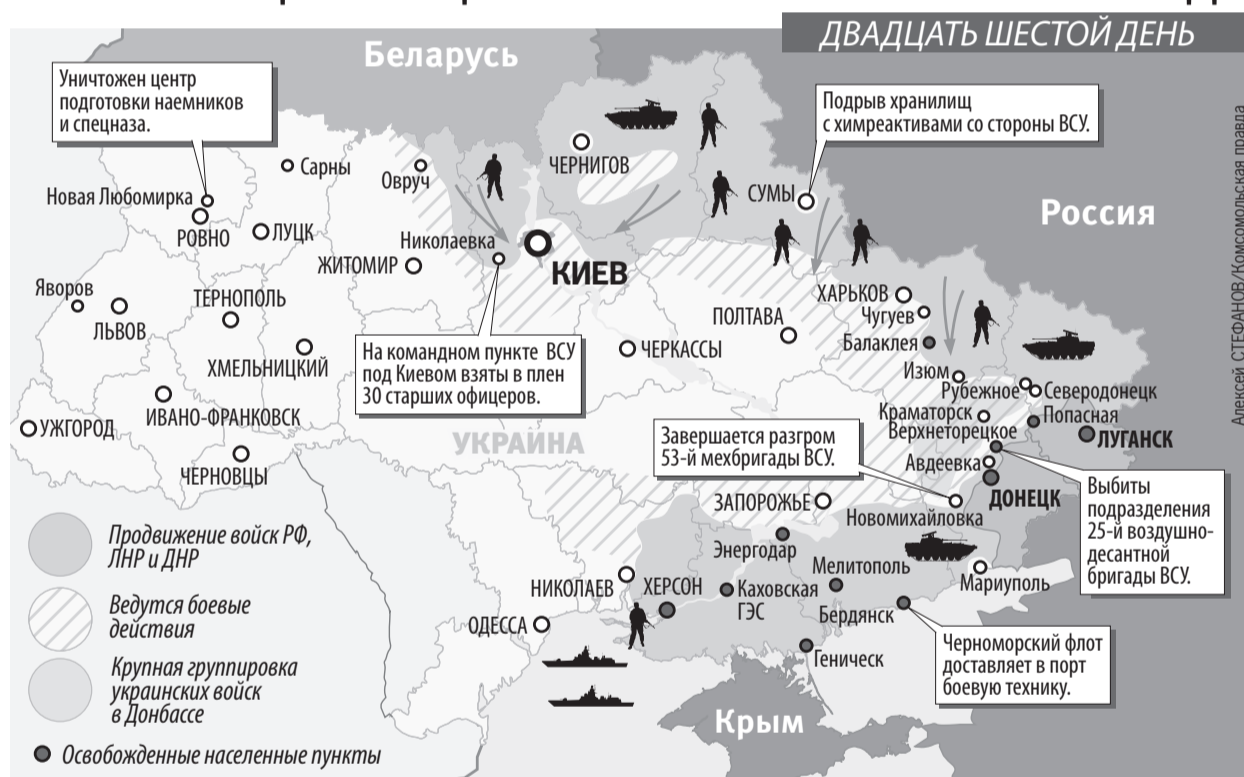 ДВАДЦАТЬ ШЕСТОЙ ДЕНЬ
Беларусь
Уничтожен центр
подготовки наемников
и спецназа.
Подрыв хранилищ
с химреактивами со стороны ВСУ.
Алексей СТЕФАНОВ/Комсомольская правда
ЧЕРНИГОВ
Сарны
Овруч
СУМЫ
Новая Любомирка
РОВНО
ЛУЦК
Россия
Николаевка
КИЕВ
ЖИТОМИР
Яворов
ЛЬВОВ
ТЕРНОПОЛЬ
ХАРЬКОВ
Чугуев
ПОЛТАВА
Балаклея
ХМЕЛЬНИЦКИЙ
На командном пункте ВСУ
под Киевом взяты в плен
30 старших офицеров.
ЧЕРКАССЫ
Изюм
Рубежное
Северодонецк
Краматорск
Попасная
Верхнеторецкое
ЛУГАНСК
ИВАНО-ФРАНКОВСК
УЖГОРОД
ЧЕРНОВЦЫ
УКРАИНА
Завершается разгром
53-й мехбригады ВСУ.
Авдеевка
ДОНЕЦК
Выбиты
подразделения
25-й воздушно-
десантной
бригады ВСУ.
ЗАПОРОЖЬЕ
Новомихайловка
Энергодар
Мелитополь
Мариуполь
НИКОЛАЕВ
ХЕРСОН
Каховская
ГЭС
Бердянск
ОДЕССА
Геническ
Черноморский флот
доставляет в порт
боевую технику.
Крым
Продвижение войск РФ,
ЛНР и ДНР
Ведутся боевые
действия
Крупная группировка
украинских войск
в Донбассе
Освобожденные населенные пункты